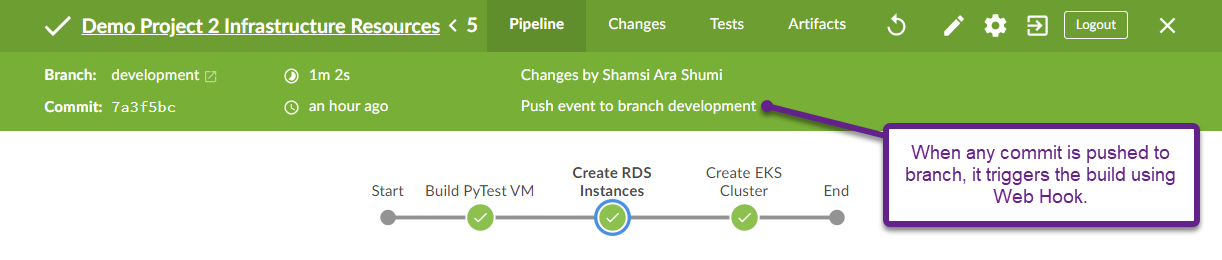 Demo Project 2 Infrastructure Resources < 5 Pipeline Changes Tests Artifacts Logout
Branch: development 1m 2s Changes by Shamsi Ara Shumi
Commit: 7a3f5bc an hour ago Push event to branch development
When any commit is pushed to
branch, it triggers the build using
Web Hook.
Start Build PyTest VM Create RDS
Instances Create EKS
Cluster End